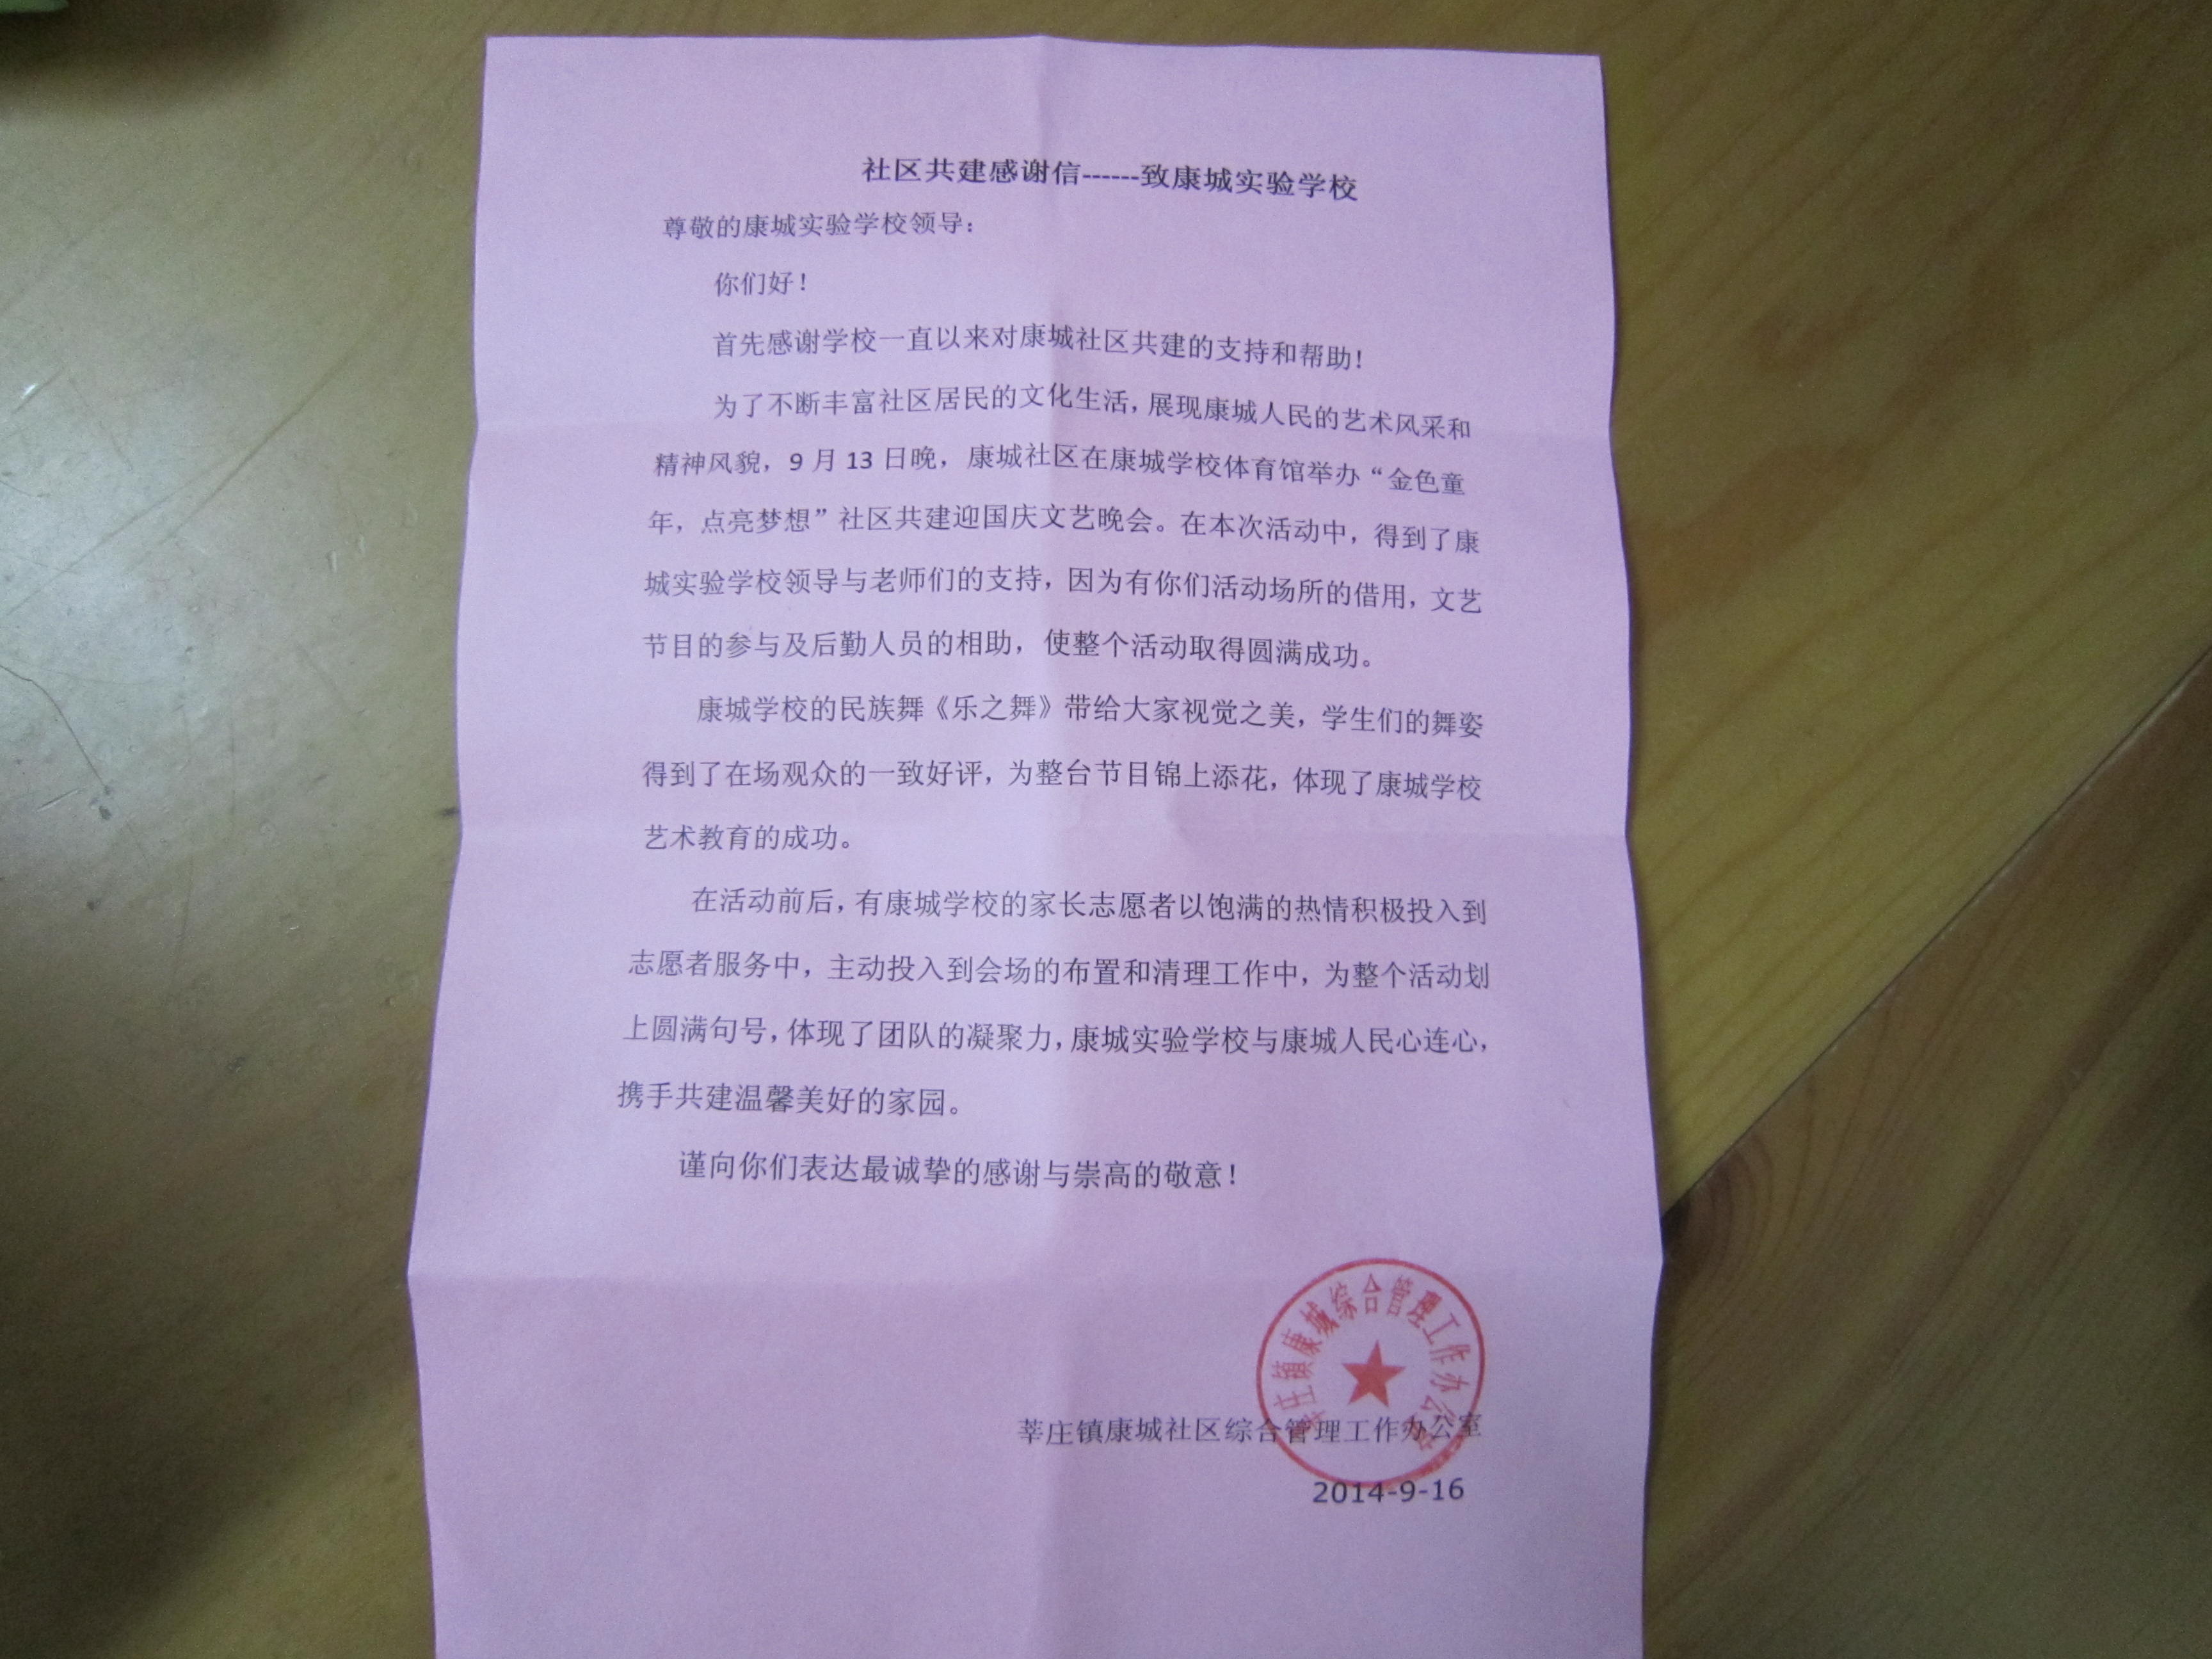 社区共建感谢信------致康城实验学校
尊敬的康城实验学校领导：
你们好！
首先感谢学校一直以来对康城社区共建的支持和帮助！
为了不断丰富社区居民的文化生活，展现康城人民的艺术风采和
精神风貌，9 月 13 日晚，康城社区在康城学校体育馆举办“金色童
年，点亮梦想”社区共建迎国庆文艺晚会。在本次活动中，得到了康
城实验学校领导与老师们的支持，因为有你们活动场所的借用，文艺
节目的参与及后勤人员的相助，使整个活动取得圆满成功。
康城学校的民族舞《乐之舞》带给大家视觉之美，学生们的舞姿
得到了在场观众的一致好评，为整台节目锦上添花，体现了康城学校
艺术教育的成功。
在活动前后，有康城学校的家长志愿者以饱满的热情积极投入到
志愿者服务中，主动投入到会场的布置和清理工作中，为整个活动划
上圆满句号，体现了团队的凝聚力，康城实验学校与康城人民心连心，
携手共建温馨美好的家园。
谨向你们表达最诚挚的感谢与崇高的敬意！
莘庄镇康城综合管理工作办公室
莘庄镇康城社区综合管理工作办公室
2014-9-16